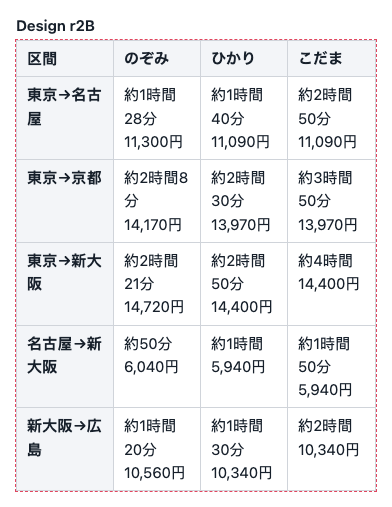 Design r2B
区間 のぞみ ひかり こだま
東京→名古屋 約1時間28分 11,300円 約1時間40分 11,090円 約2時間50分 11,090円
東京→京都 約2時間8分 14,170円 約2時間30分 13,970円 約3時間50分 13,970円
東京→新大阪 約2時間21分 14,720円 約2時間50分 14,400円 約4時間 14,400円
名古屋→新大阪 約50分 6,040円 約1時間 5,940円 約1時間50分 5,940円
新大阪→広島 約1時間20分 10,560円 約1時間30分 10,340円 約2時間 10,340円